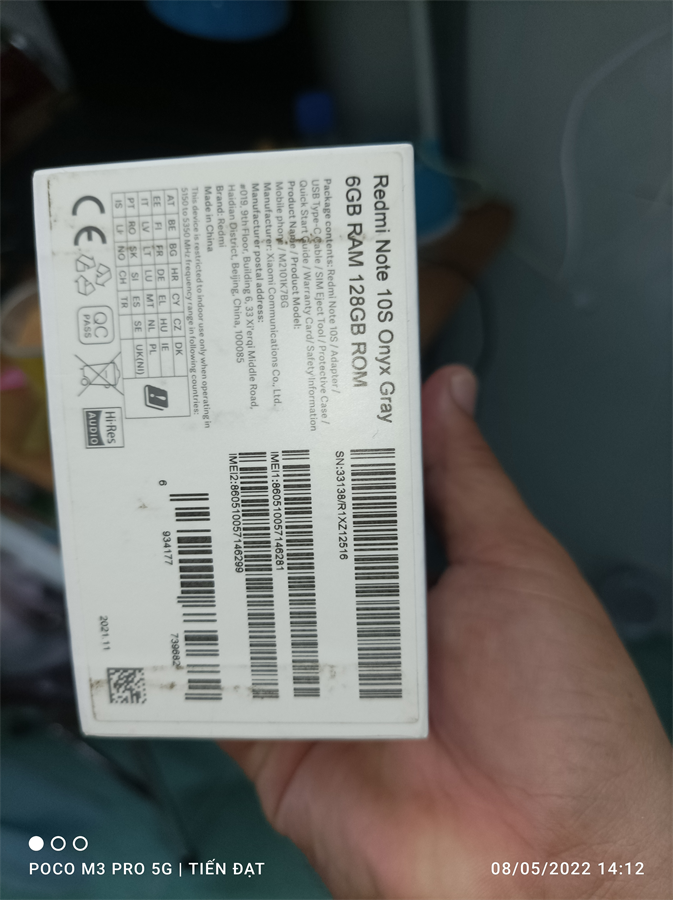 Redmi Note 10S Onyx Gray
6GB RAM 128GB ROM
Package contents: Redmi Note 10S / Adapter /
USB Type-C Cable / SIM Eject Tool / Protective Case /
Quick Start Guide / Warranty Card/ Safety Information
Product Name / Product Model:
Mobile phone / M2101K7BG
Manufacturer: Xiaomi Communications Co., Ltd.
Manufacturer postal address:
#019, 9th Floor, Building 6, 33 Xi'erqi Middle Road,
Haidian District, Beijing, China, 100085
Brand: Redmi
Made in China
This device is restricted to indoor use only when operating in
5150 to 5350 MHz frequency range in following countries:
AT BE BG HR CY CZ DK
EE FI FR DE EL HU IE
IT LV LT LU MT NL PL
PT RO SK SI ES SE UK(NI)
IS LI NO CH TR
CE
QC
PASS
Hi-Res
AUDIO
SN:33138/R1XZ12516
IMEI1:860510057146281
IMEI2:860510057146299
6 934177 739682
2021.11
POCO M3 PRO 5G | TIẾN ĐẠT
08/05/2022 14:12